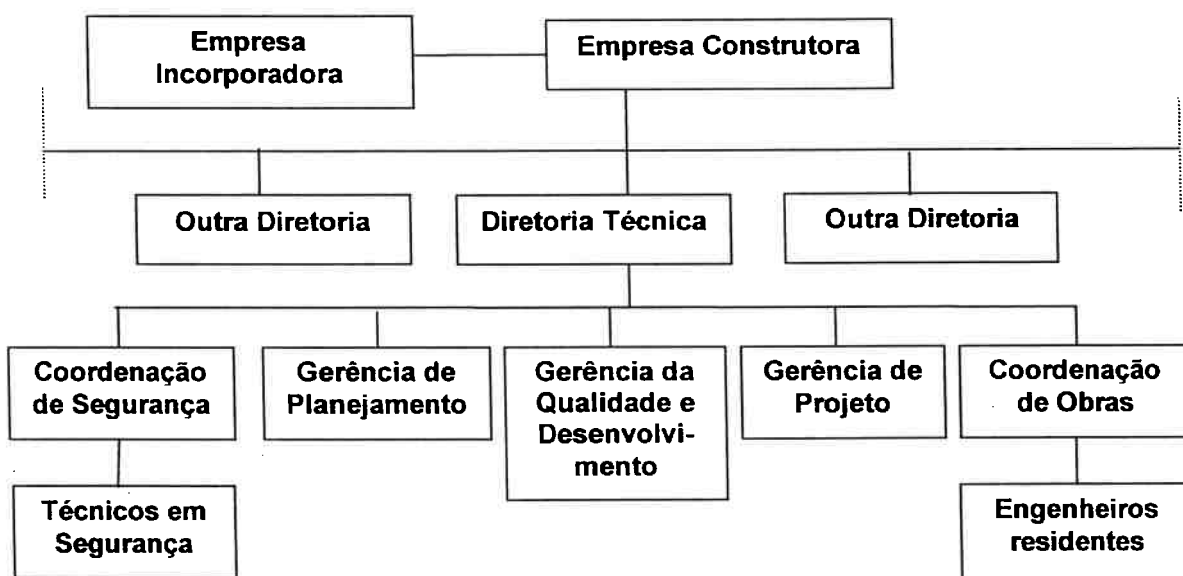 Empresa
Incorporadora
Empresa Construtora
Outra Diretoria
Diretoria Técnica
Outra Diretoria
Coordenação
de Segurança
Gerência de
Planejamento
Gerência da
Qualidade e
Desenvolvi-
mento
Gerência de
Projeto
Coordenação
de Obras
Técnicos em
Segurança
Engenheiros
residentes